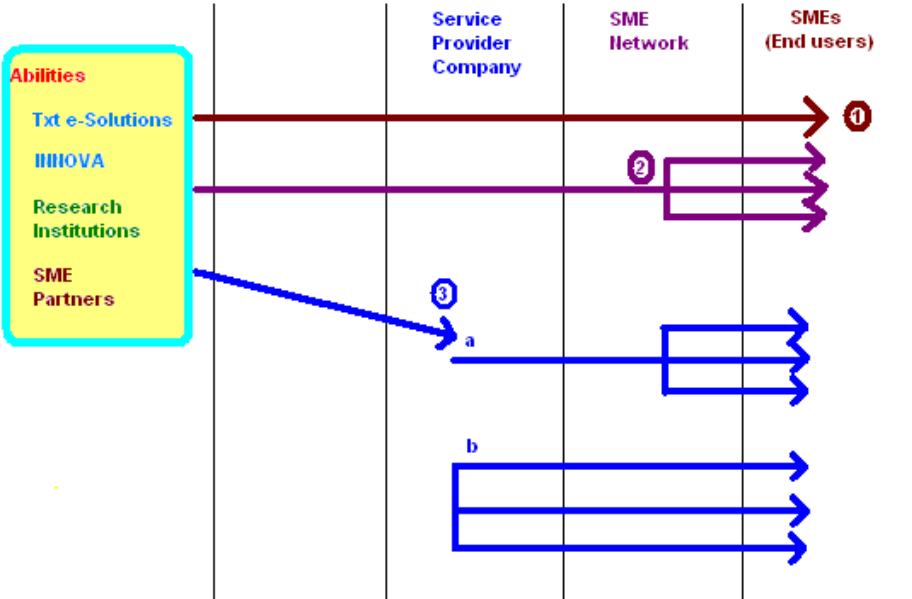 Service
Provider
Company
SME
Network
SMEs
(End users)
Abilities
Txt e-Solutions
INNOVA
Research
Institutions
SME
Partners
1
2
3
a
b